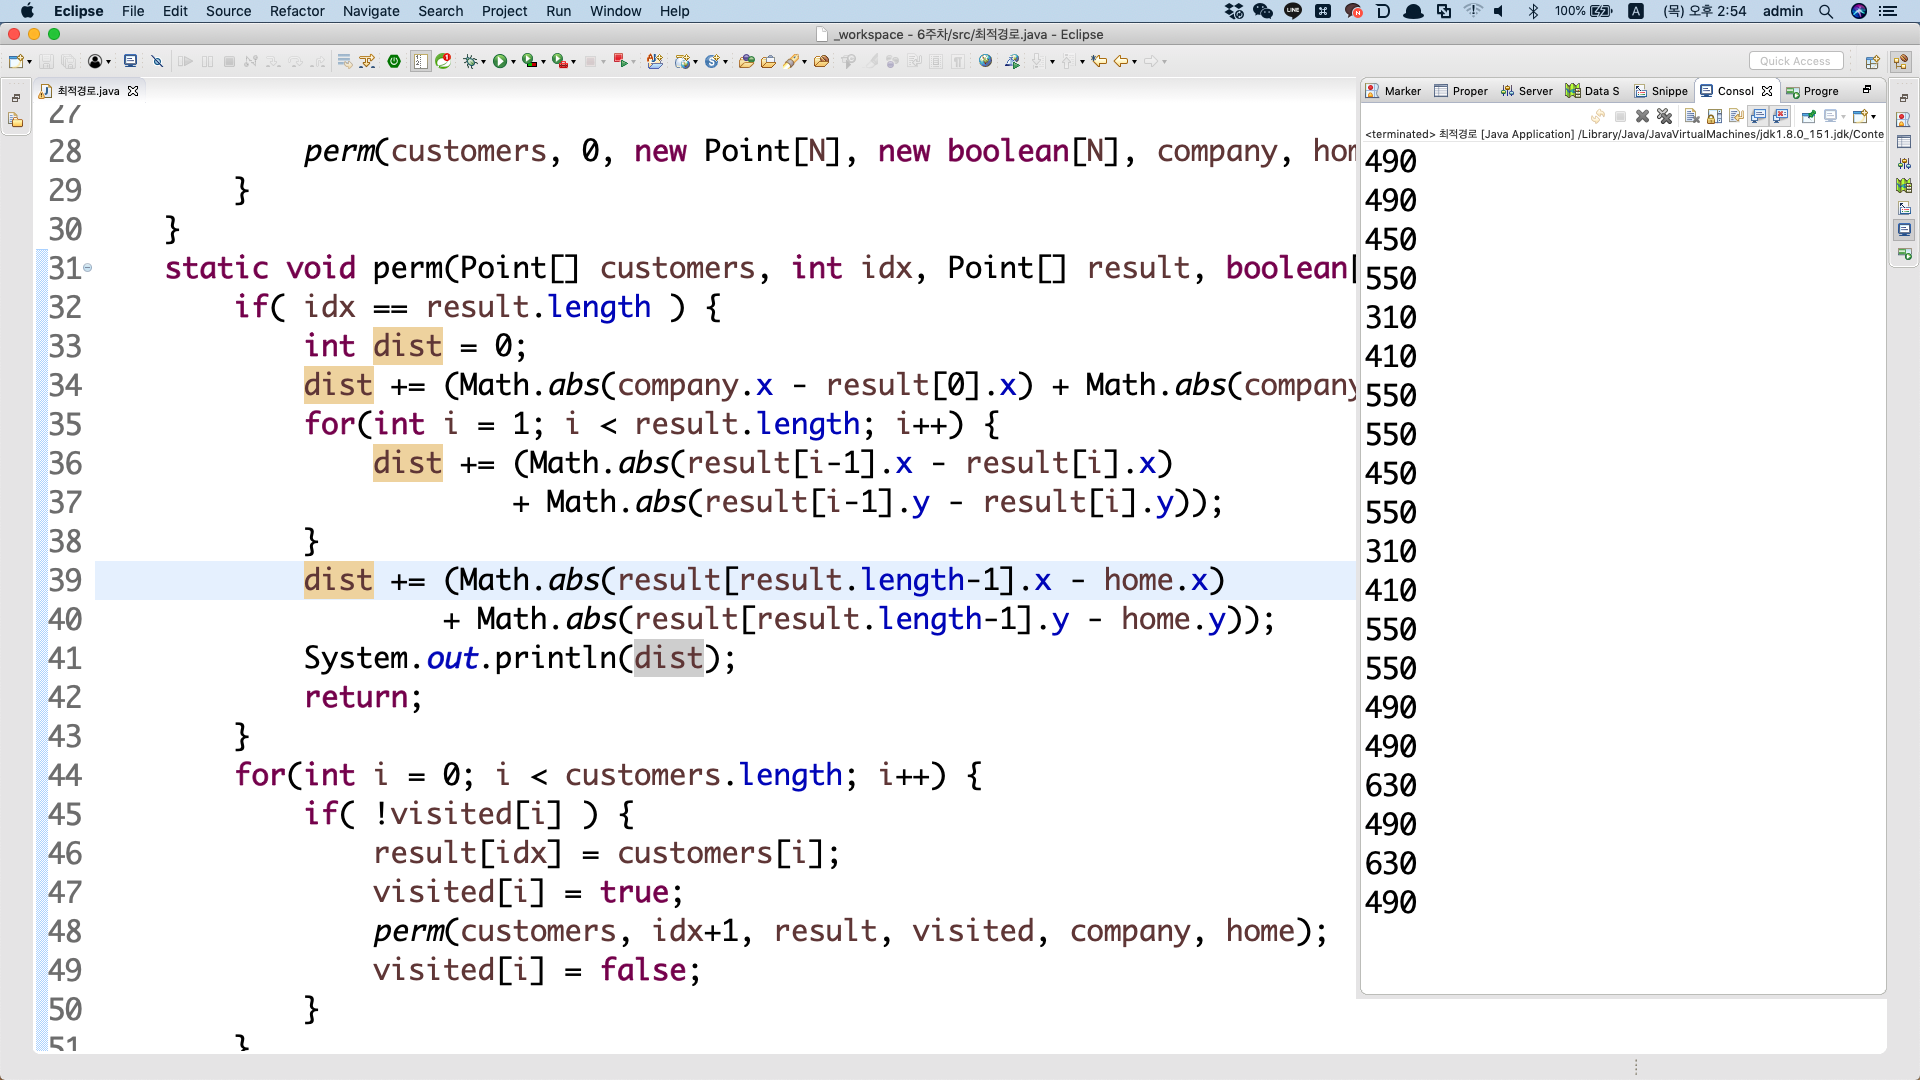 Eclipse File Edit Source Refactor Navigate Search Project Run Window Help
100% A (목) 오후 2:54 admin
_workspace - 6주차/src/최적경로.java - Eclipse
Quick Access
최적경로.java
27
28 perm(customers, 0, new Point[N], new boolean[N], company, hom
29 }
30 }
31 static void perm(Point[] customers, int idx, Point[] result, boolean[
32 if( idx == result.length ) {
33 int dist = 0;
34 dist += (Math.abs(company.x - result[0].x) + Math.abs(company
35 for(int i = 1; i < result.length; i++) {
36 dist += (Math.abs(result[i-1].x - result[i].x)
37 + Math.abs(result[i-1].y - result[i].y));
38 }
39 dist += (Math.abs(result[result.length-1].x - home.x)
40 + Math.abs(result[result.length-1].y - home.y));
41 System.out.println(dist);
42 return;
43 }
44 for(int i = 0; i < customers.length; i++) {
45 if( !visited[i] ) {
46 result[idx] = customers[i];
47 visited[i] = true;
48 perm(customers, idx+1, result, visited, company, home);
49 visited[i] = false;
50 }
51 }
Marker Proper Server Data S Snippe Consol Progre
<terminated> 최적경로 [Java Application] /Library/Java/JavaVirtualMachines/jdk1.8.0_151.jdk/Conte
490
490
450
550
310
410
550
550
450
550
310
410
550
550
490
490
630
490
630
490